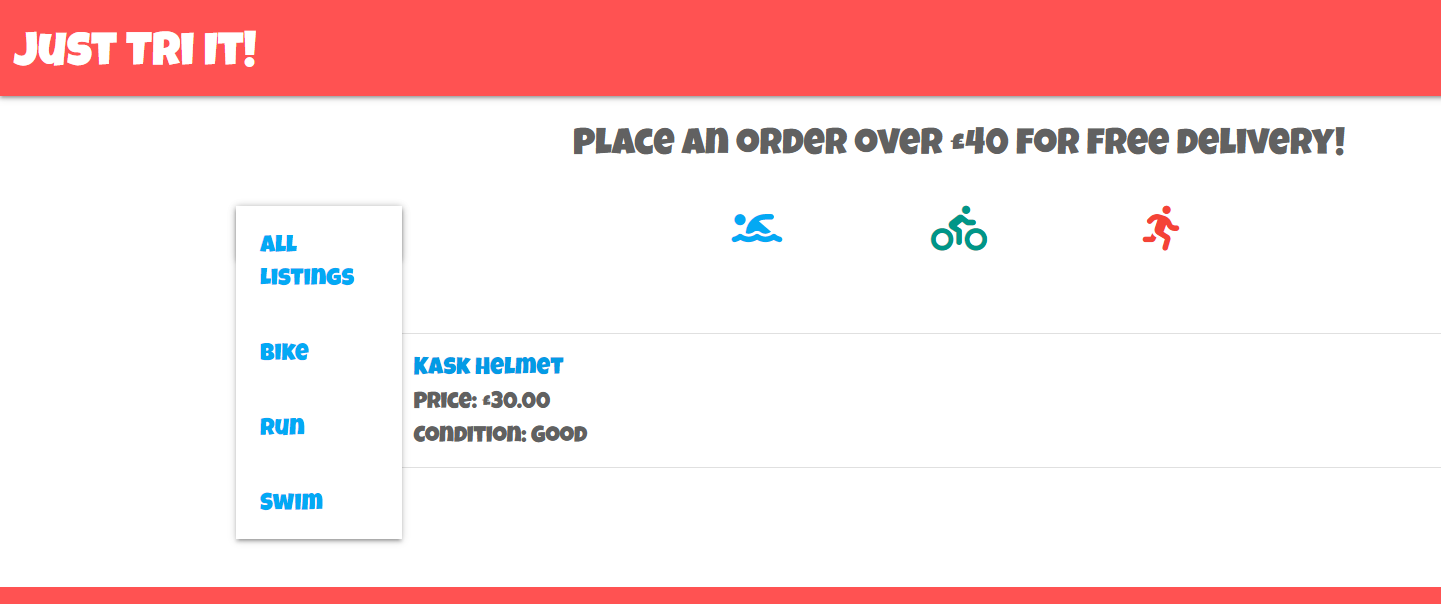 JUST TRI IT!
PLACE AN ORDER OVER £40 FOR FREE DELIVERY!
ALL
LISTINGS
BIKE
RUN
SWIM
KASK HELMET
PRICE: £30.00
CONDITION: GOOD